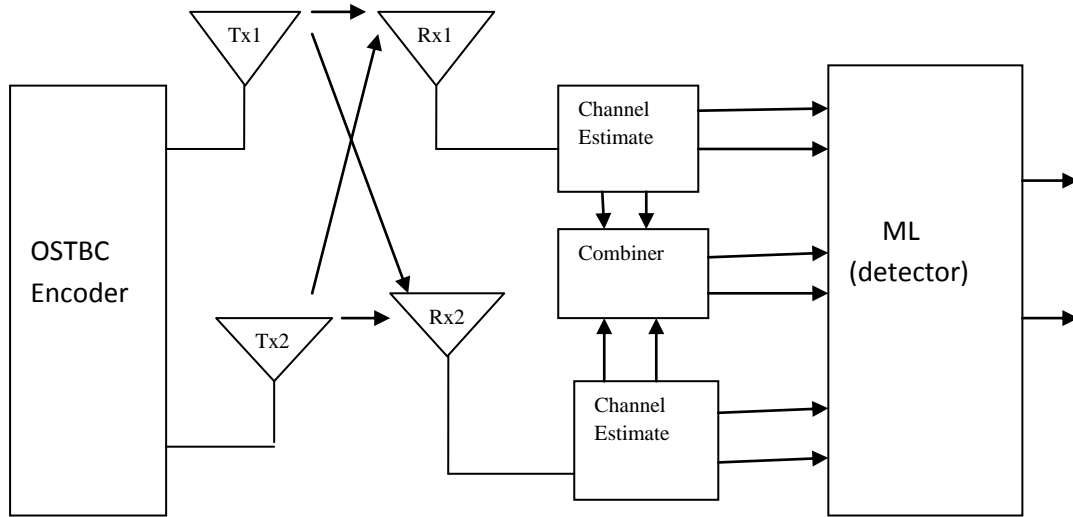 Tx1
Rx1
Channel
Estimate
OSTBC
Encoder
Combiner
ML
(detector)
Tx2
Rx2
Channel
Estimate